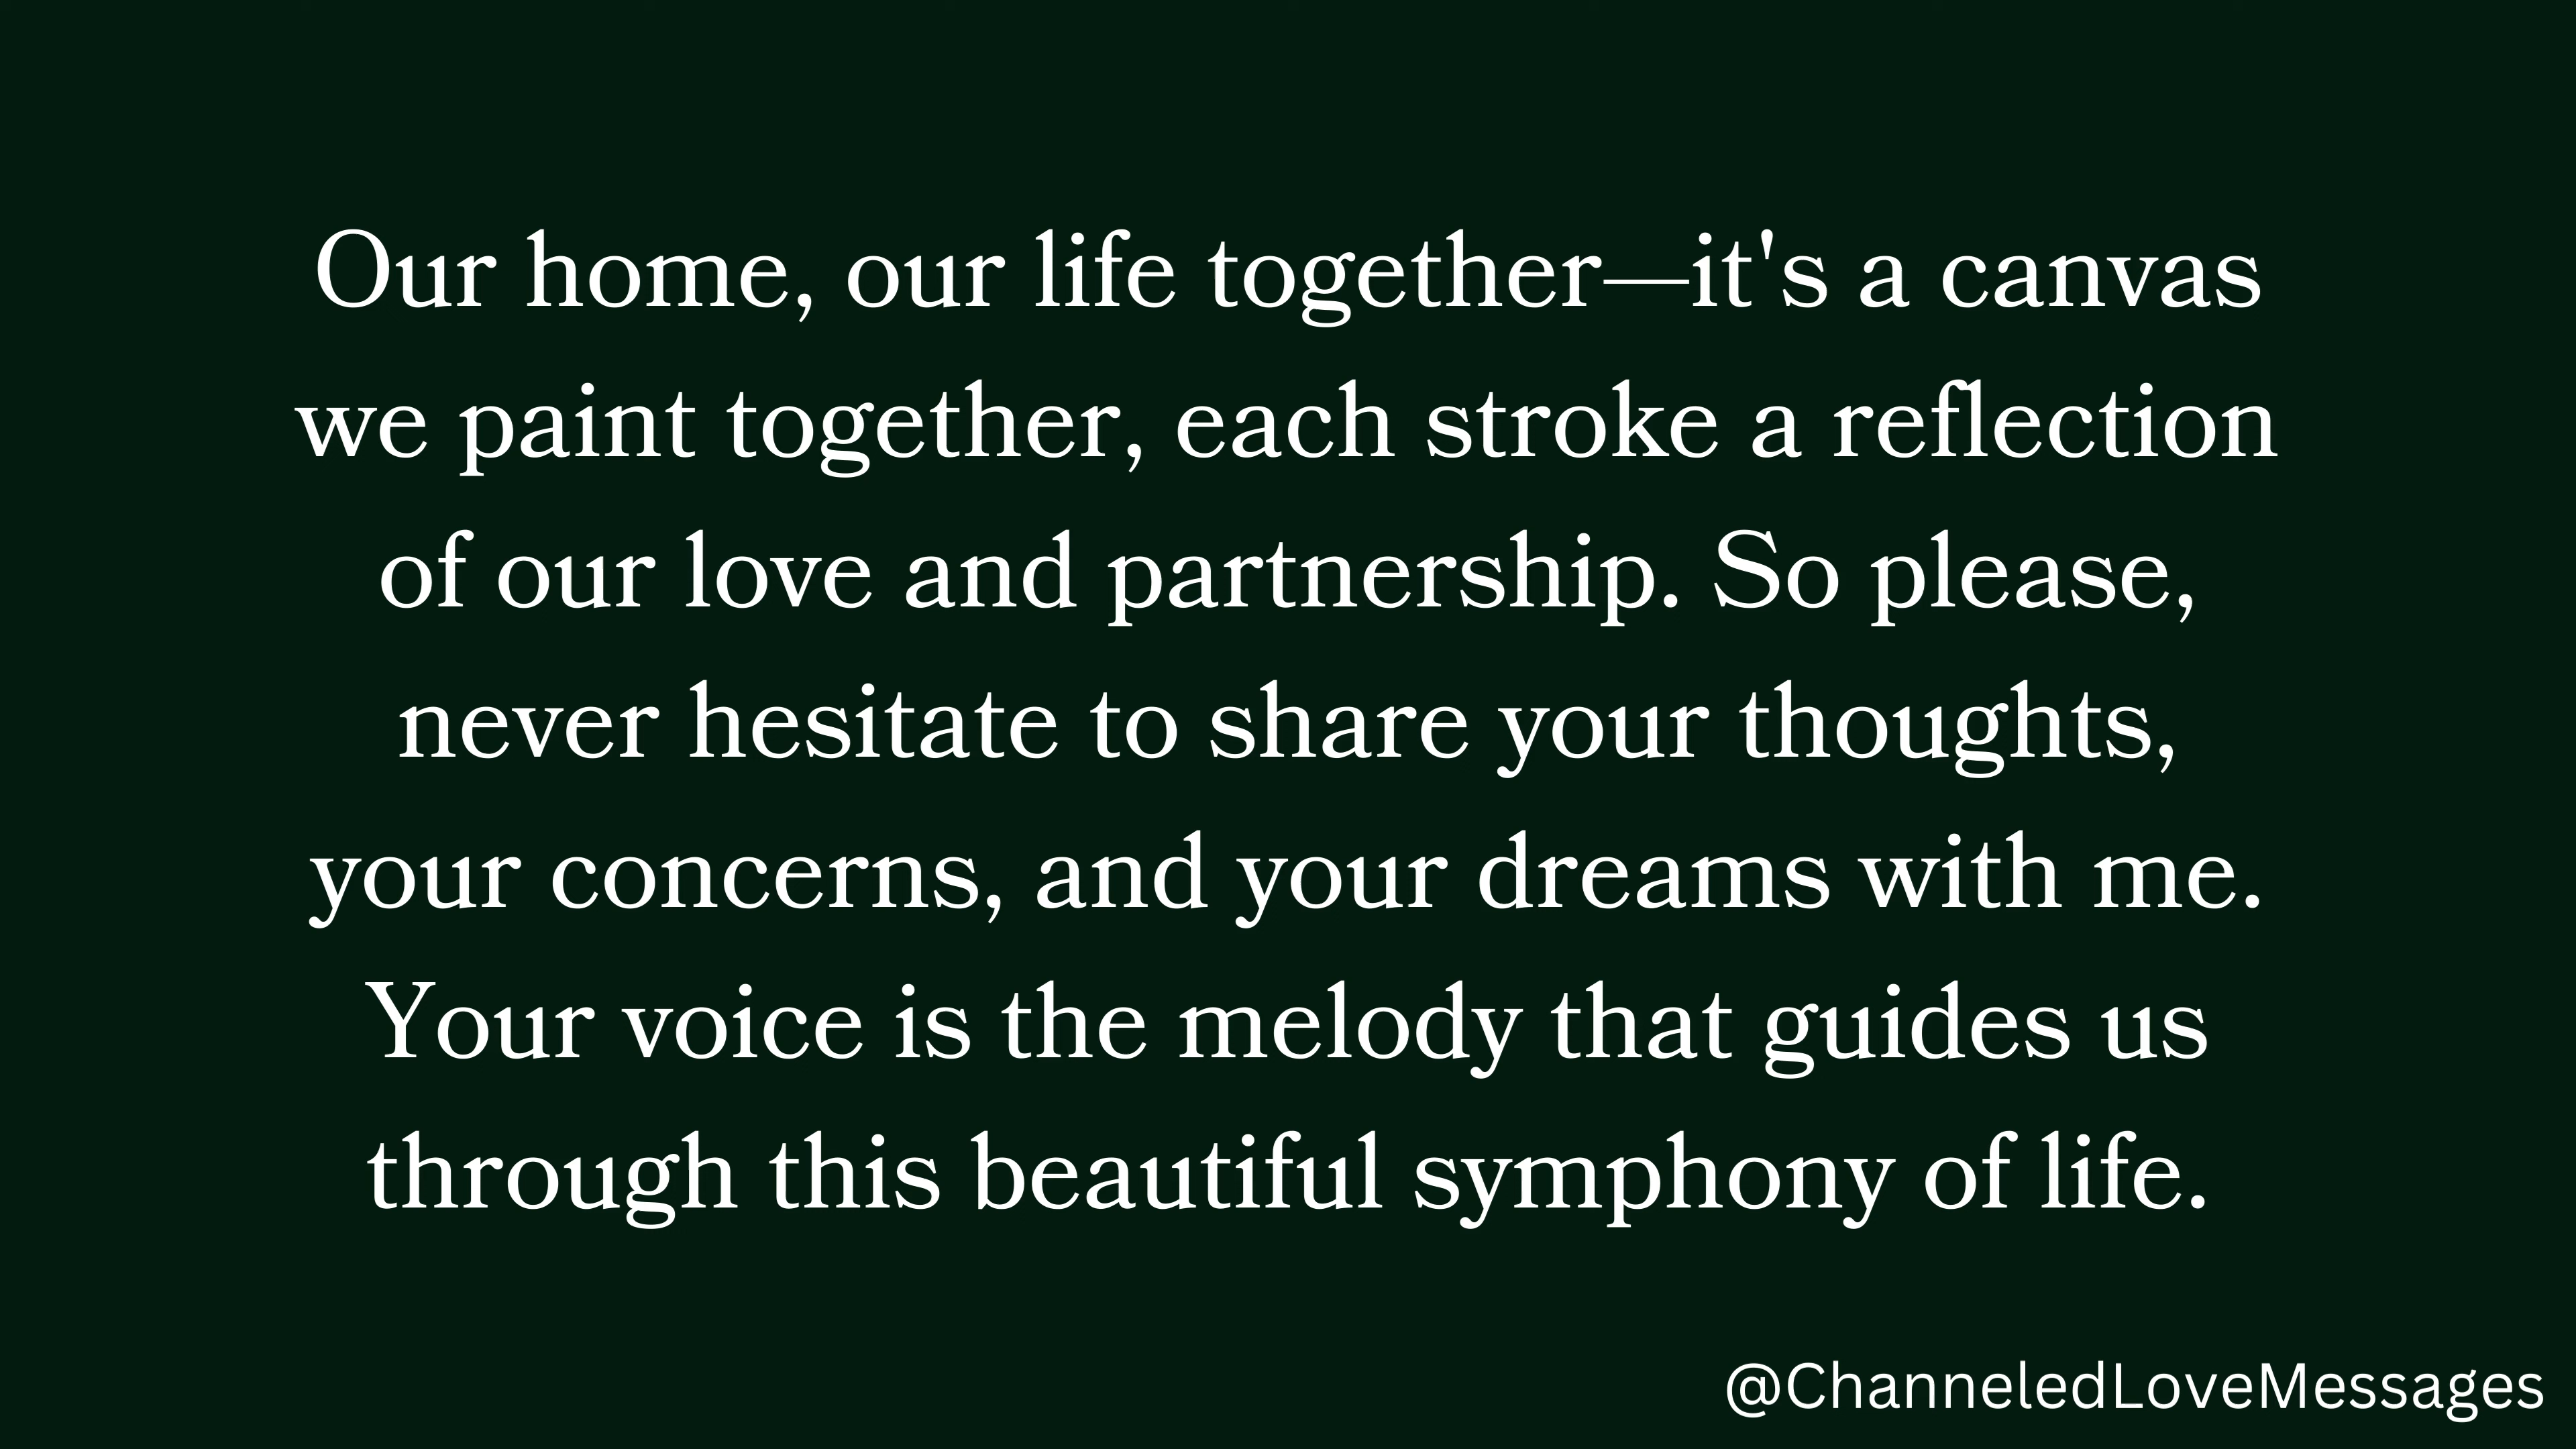 Our home, our life together—it's a canvas
we paint together, each stroke a reflection
of our love and partnership. So please,
never hesitate to share your thoughts,
your concerns, and your dreams with me.
Your voice is the melody that guides us
through this beautiful symphony of life.
@ChanneledLoveMessages